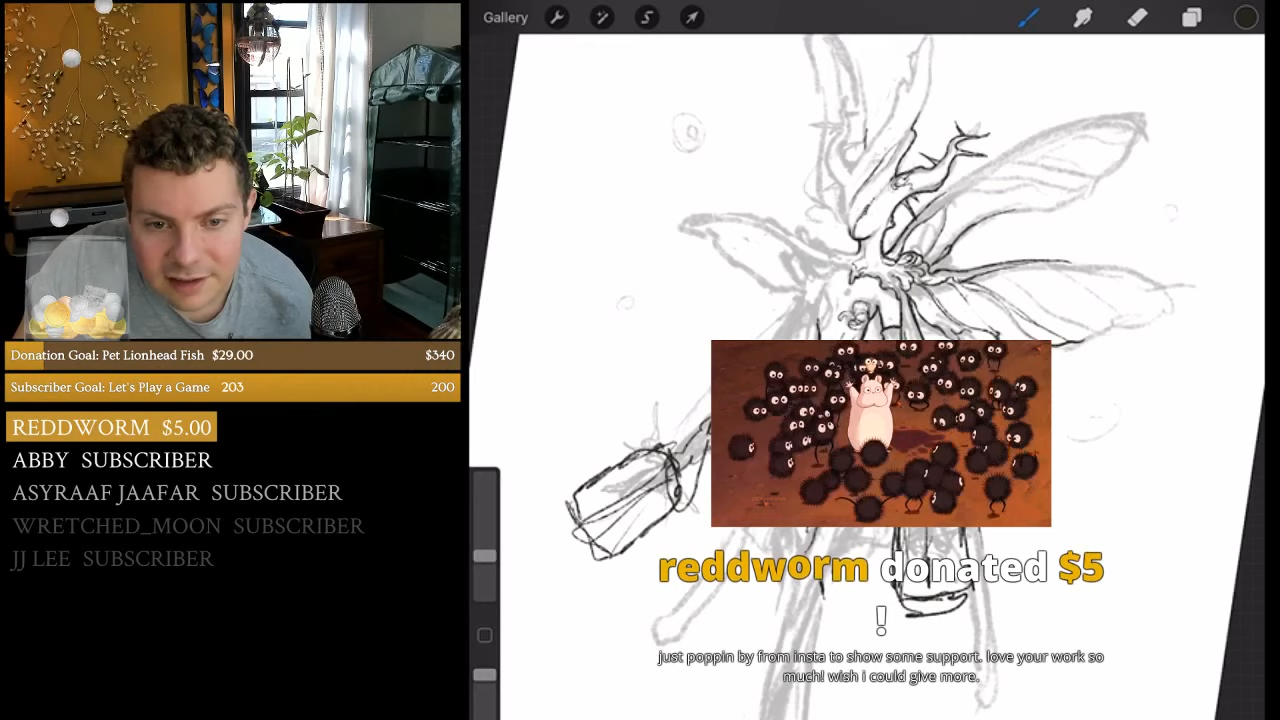 Gallery
Donation Goal: Pet Lionhead Fish $29.00 $340
Subscriber Goal: Let's Play a Game 203 200
REDDWORM $5.00
ABBY SUBSCRIBER
ASYRAAF JAAFAR SUBSCRIBER
WRETCHED_MOON SUBSCRIBER
JJ LEE SUBSCRIBER
reddworm donated $5
!
just poppin by from insta to show some support. love your work so
much! wish i could give more.